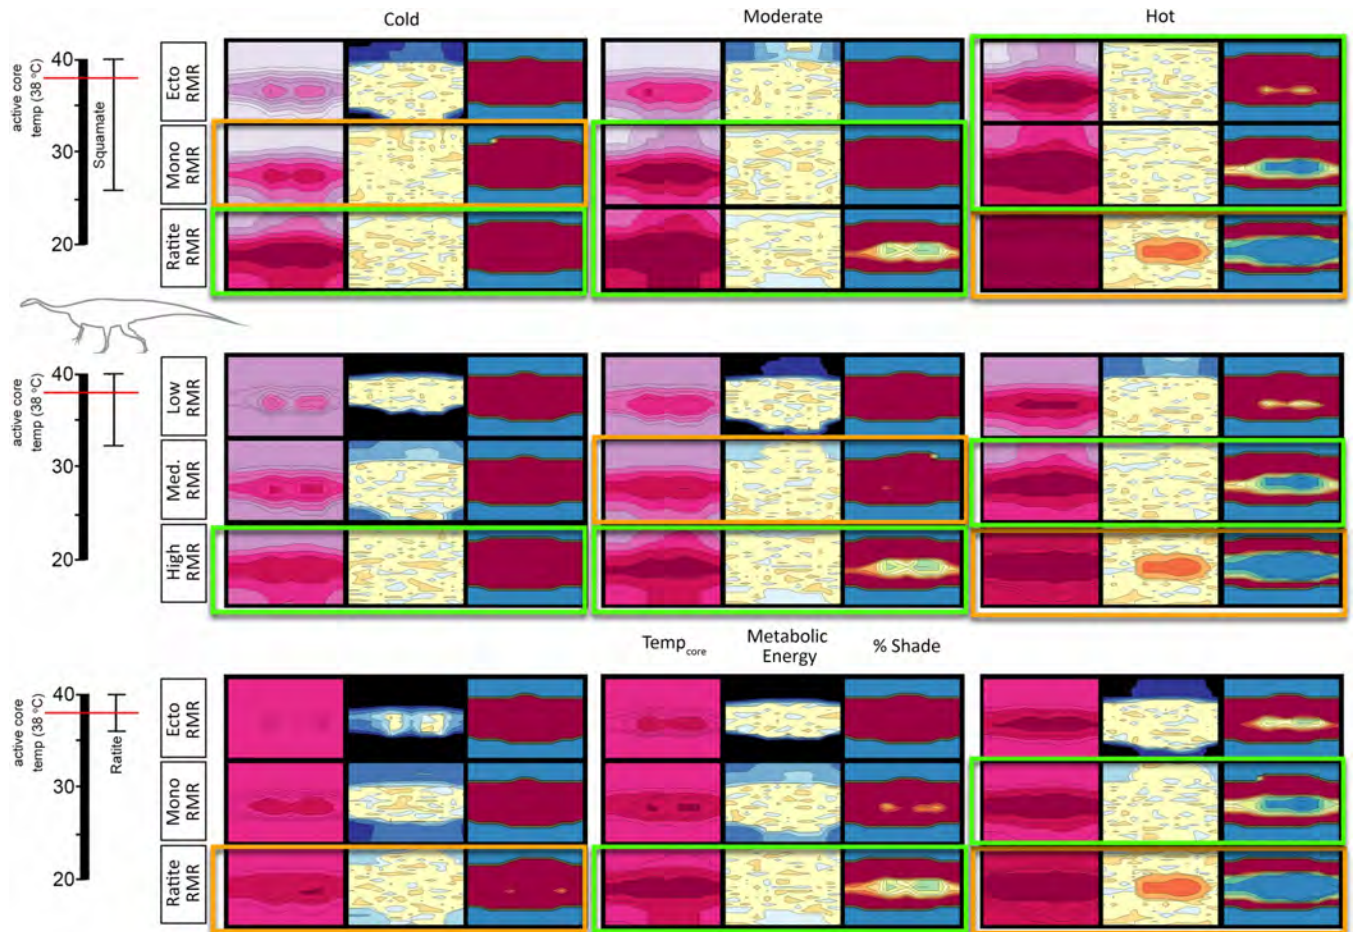 Cold Moderate Hot
active core
temp (38 °C)
40
30
20
Squamate
Ecto
RMR
Mono
RMR
Ratite
RMR
active core
temp (38 °C)
40
30
20
Low
RMR
Med.
RMR
High
RMR
Temp core Metabolic
Energy % Shade
active core
temp (38 °C)
40
30
20
Ratite
Ecto
RMR
Mono
RMR
Ratite
RMR